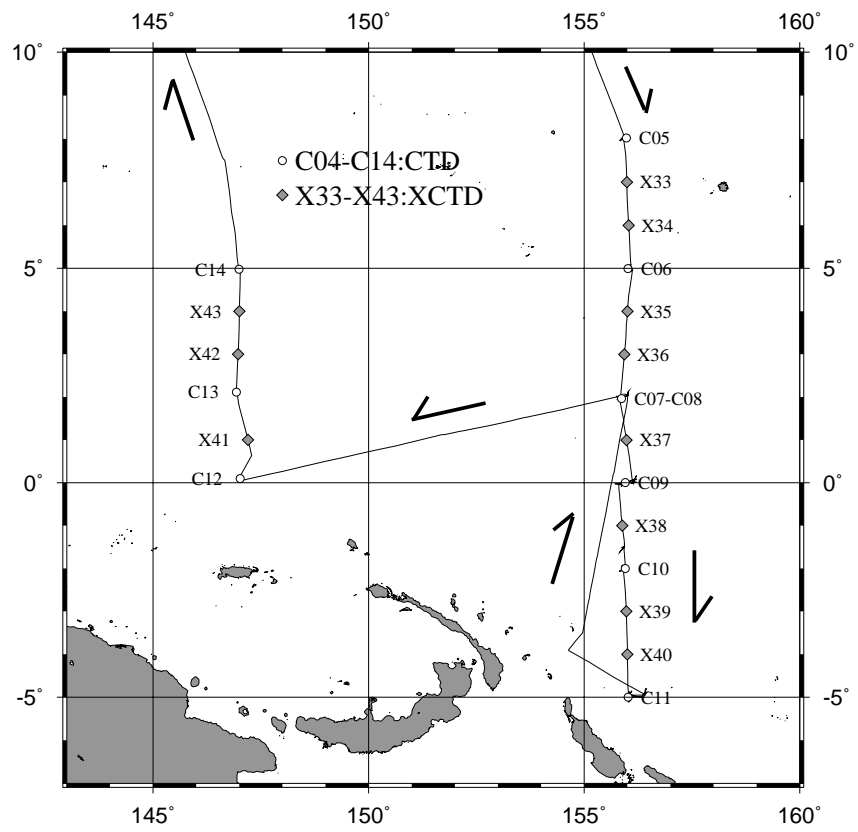 145˚ 150˚ 155˚ 160˚
10˚ 10˚
C05
C04-C14:CTD
X33
X33-X43:XCTD
X34
5˚ C14 C06 5˚
X43 X35
X42 X36
C13 C07-C08
X41 X37
0˚ C12 C09 0˚
X38
C10
X39
X40
-5˚ C11 -5˚
145˚ 150˚ 155˚ 160˚